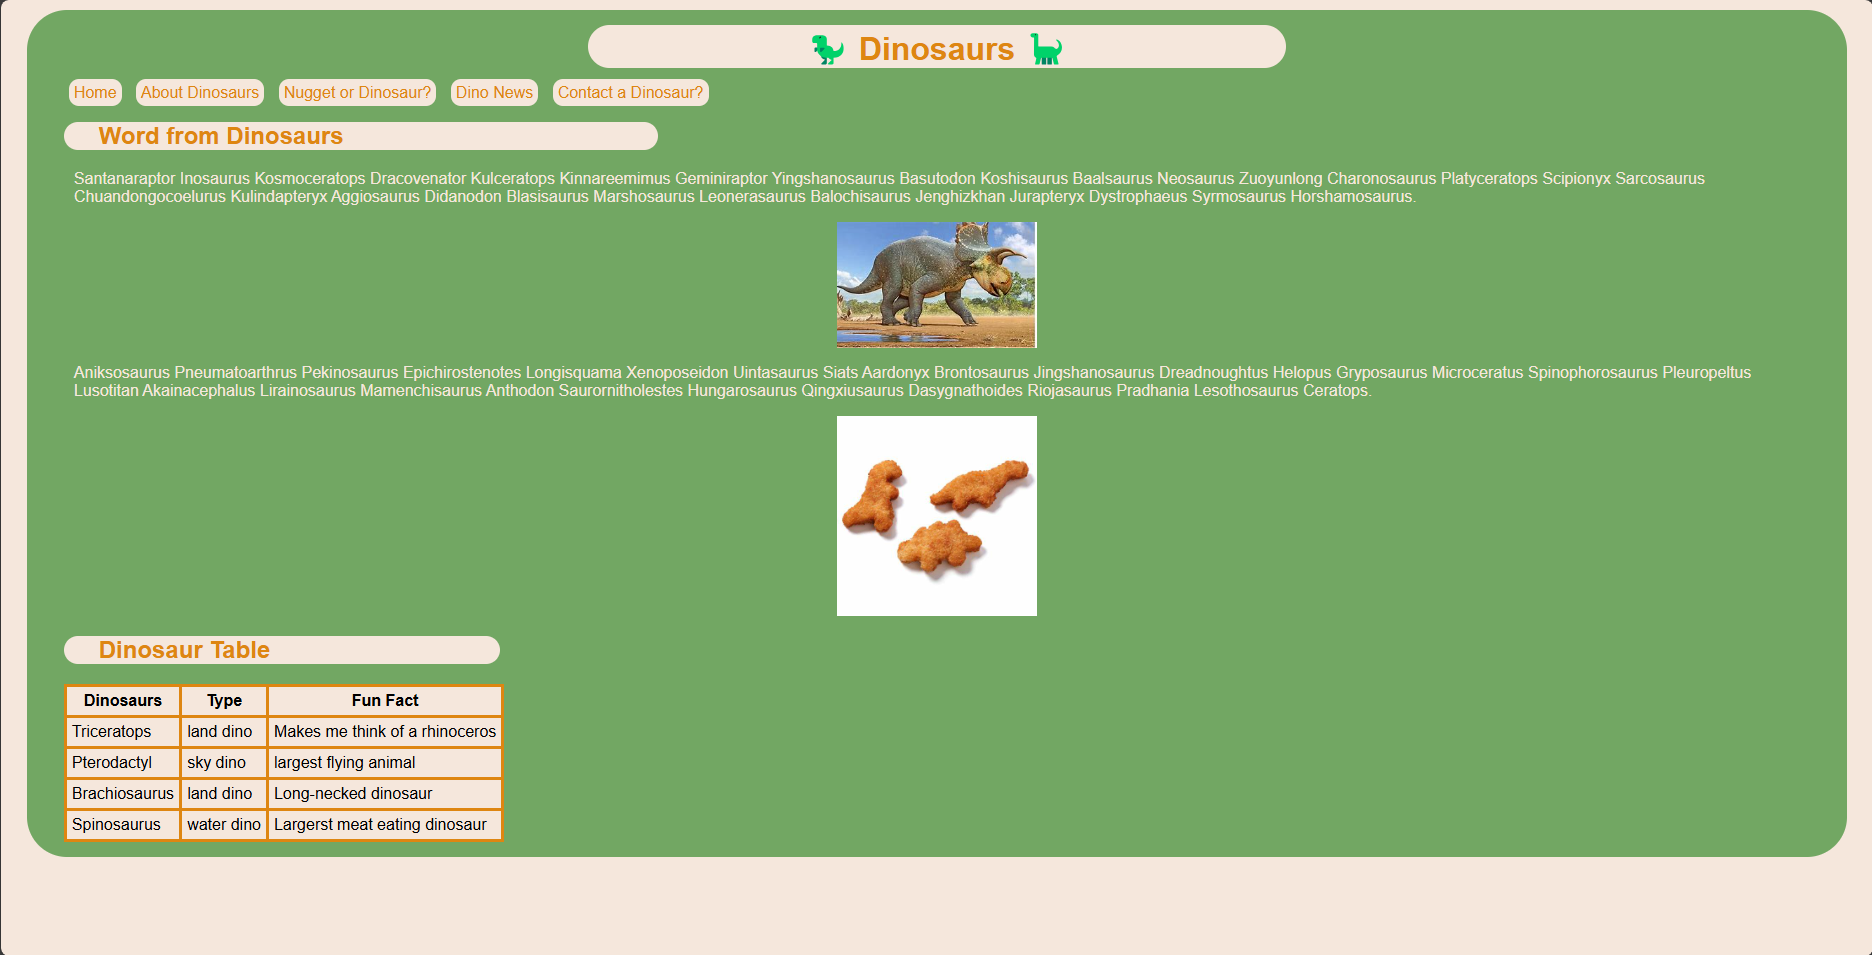 🦖 Dinosaurs 🦕
Home About Dinosaurs Nugget or Dinosaur? Dino News Contact a Dinosaur?
Word from Dinosaurs
Santanaraptor Inosaurus Kosmoceratops Dracovenator Kulceratops Kinnareemimus Geminiraptor Yingshanosaurus Basutodon Koshisaurus Baalsaurus Neosaurus Zuoyunlong Charonosaurus Platyceratops Scipionyx Sarcosaurus
Chuandongocoelurus Kulindapteryx Aggiosaurus Didanodon Blasisaurus Marshosaurus Leonerasaurus Balochisaurus Jenghizkhan Jurapteryx Dystrophaeus Syrmosaurus Horshamosaurus.
Aniksosaurus Pneumatoarthrus Pekinosaurus Epichirostenotes Longisquama Xenoposeidon Uintasaurus Siats Aardonyx Brontosaurus Jingshanosaurus Dreadnoughtus Helopus Gryposaurus Microceratus Spinophorosaurus Pleuropeltus
Lusotitan Akainacephalus Lirainosaurus Mamenchisaurus Anthodon Saurornitholestes Hungarosaurus Qingxiusaurus Dasygnathoides Riojasaurus Pradhania Lesothosaurus Ceratops.
Dinosaur Table
Dinosaurs Type Fun Fact
Triceratops land dino Makes me think of a rhinoceros
Pterodactyl sky dino largest flying animal
Brachiosaurus land dino Long-necked dinosaur
Spinosaurus water dino Largerst meat eating dinosaur